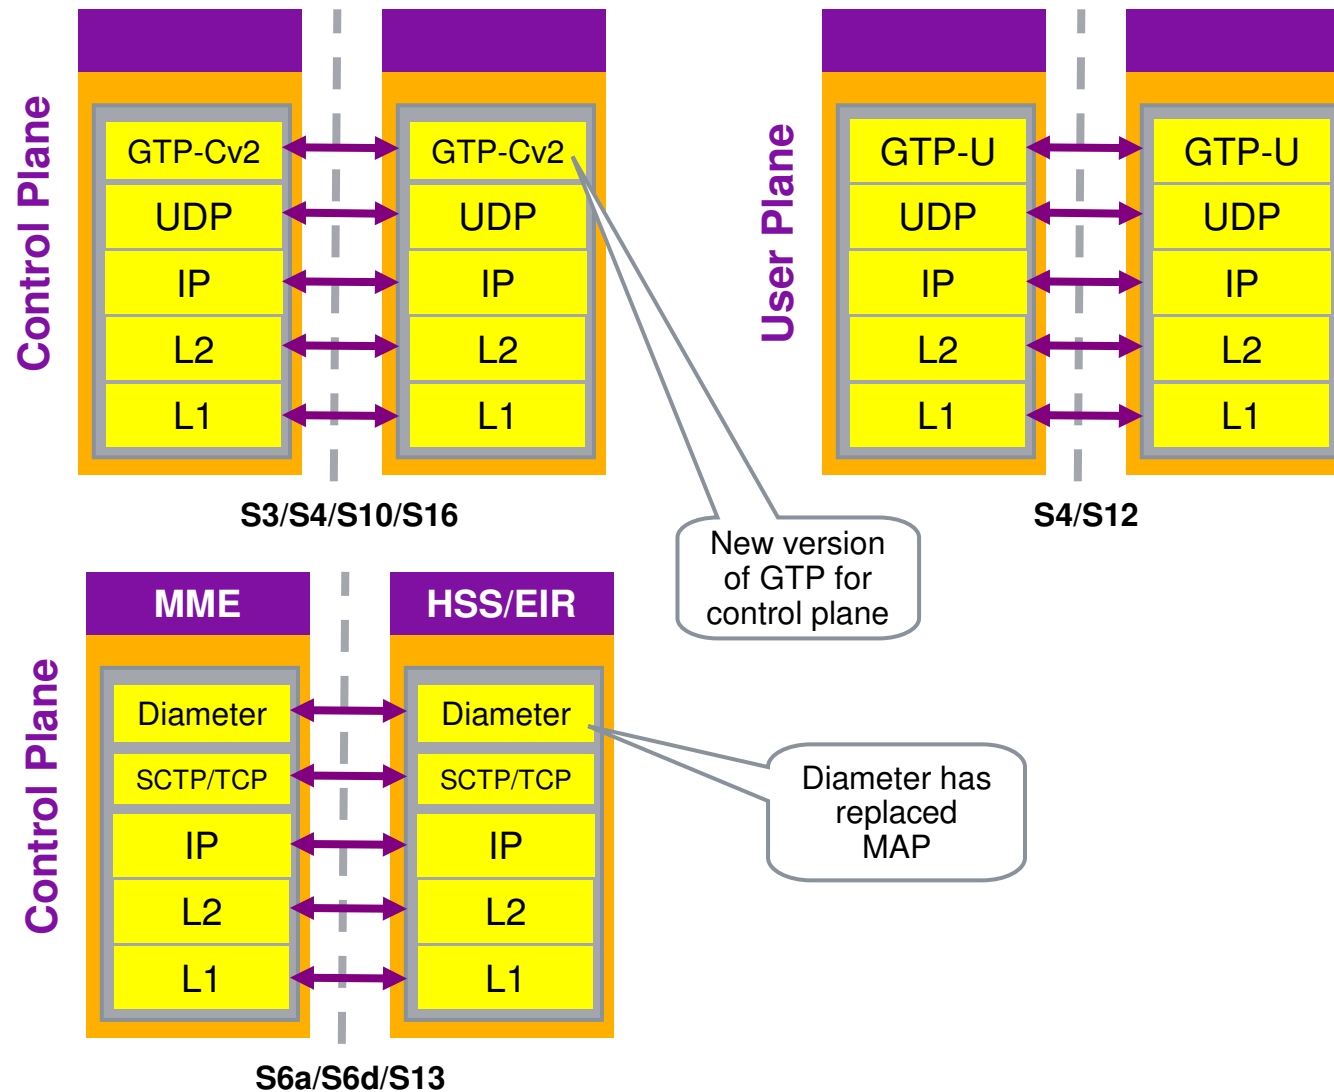 Control Plane
GTP-Cv2
GTP-Cv2
UDP
UDP
IP
IP
L2
L2
L1
L1
S3/S4/S10/S16
New version
of GTP for
control plane
User Plane
GTP-U
GTP-U
UDP
UDP
IP
IP
L2
L2
L1
L1
S4/S12
Control Plane
MME
HSS/EIR
Diameter
Diameter
SCTP/TCP
SCTP/TCP
IP
IP
L2
L2
L1
L1
S6a/S6d/S13
Diameter has
replaced
MAP